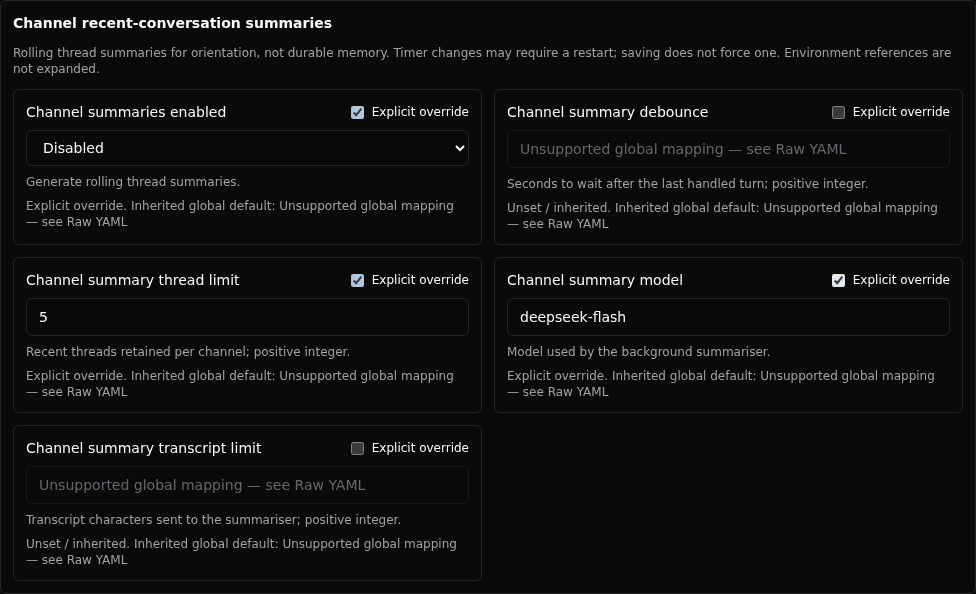 Channel recent-conversation summaries
Rolling thread summaries for orientation, not durable memory. Timer changes may require a restart; saving does not force one. Environment references are
not expanded.
Channel summaries enabled
Explicit override
Disabled
Generate rolling thread summaries.
Explicit override. Inherited global default: Unsupported global mapping
— see Raw YAML
Channel summary debounce
Explicit override
Unsupported global mapping — see Raw YAML
Seconds to wait after the last handled turn; positive integer.
Unset / inherited. Inherited global default: Unsupported global mapping
— see Raw YAML
Channel summary thread limit
Explicit override
5
Recent threads retained per channel; positive integer.
Explicit override. Inherited global default: Unsupported global mapping
— see Raw YAML
Channel summary model
Explicit override
deepseek-flash
Model used by the background summariser.
Explicit override. Inherited global default: Unsupported global mapping
— see Raw YAML
Channel summary transcript limit
Explicit override
Unsupported global mapping — see Raw YAML
Transcript characters sent to the summariser; positive integer.
Unset / inherited. Inherited global default: Unsupported global mapping
— see Raw YAML